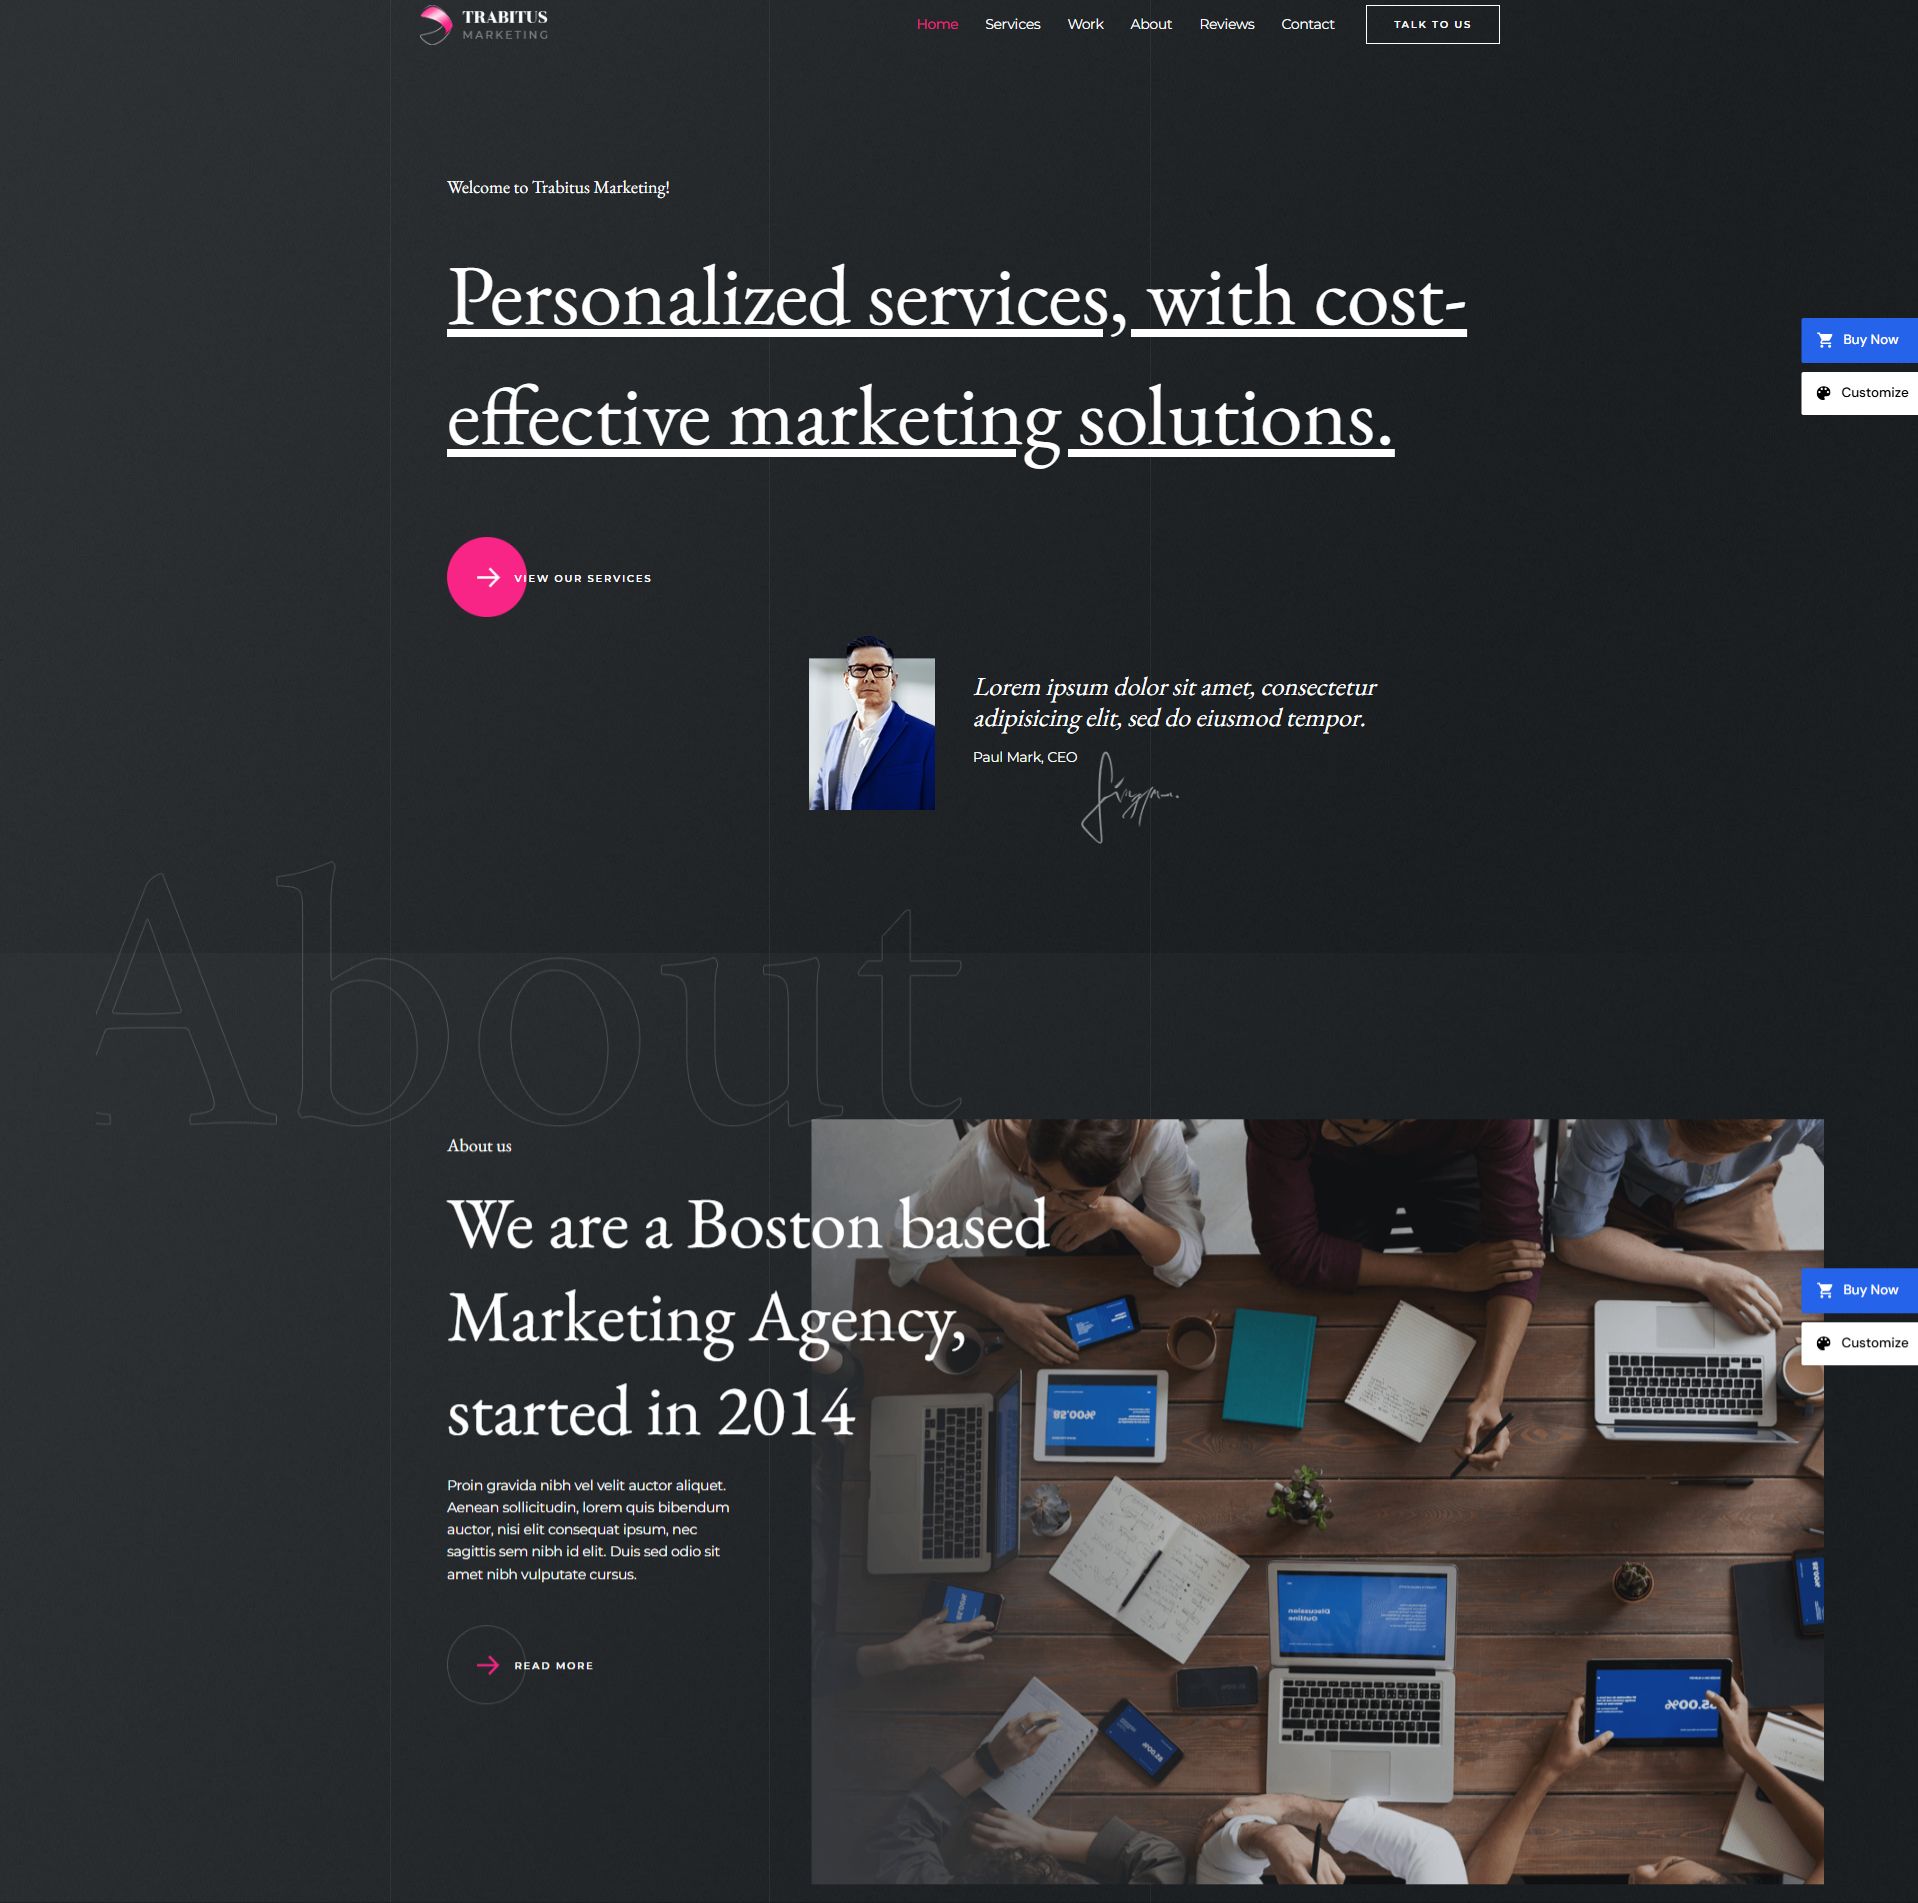 TRABITUS
MARKETING
Home Services Work About Reviews Contact TALK TO US
Welcome to Trabitus Marketing!
Personalized services, with cost-
effective marketing solutions.
Buy Now
Customize
VIEW OUR SERVICES
Lorem ipsum dolor sit amet, consectetur
adipisicing elit, sed do eiusmod tempor.
Paul Mark, CEO
About
About us
We are a Boston based
Marketing Agency,
started in 2014
Buy Now
Customize
Proin gravida nibh vel velit auctor aliquet.
Aenean sollicitudin, lorem quis bibendum
auctor, nisi elit consequat ipsum, nec
sagittis sem nibh id elit. Duis sed odio sit
amet nibh vulputate cursus.
READ MORE
Discussion
Outline